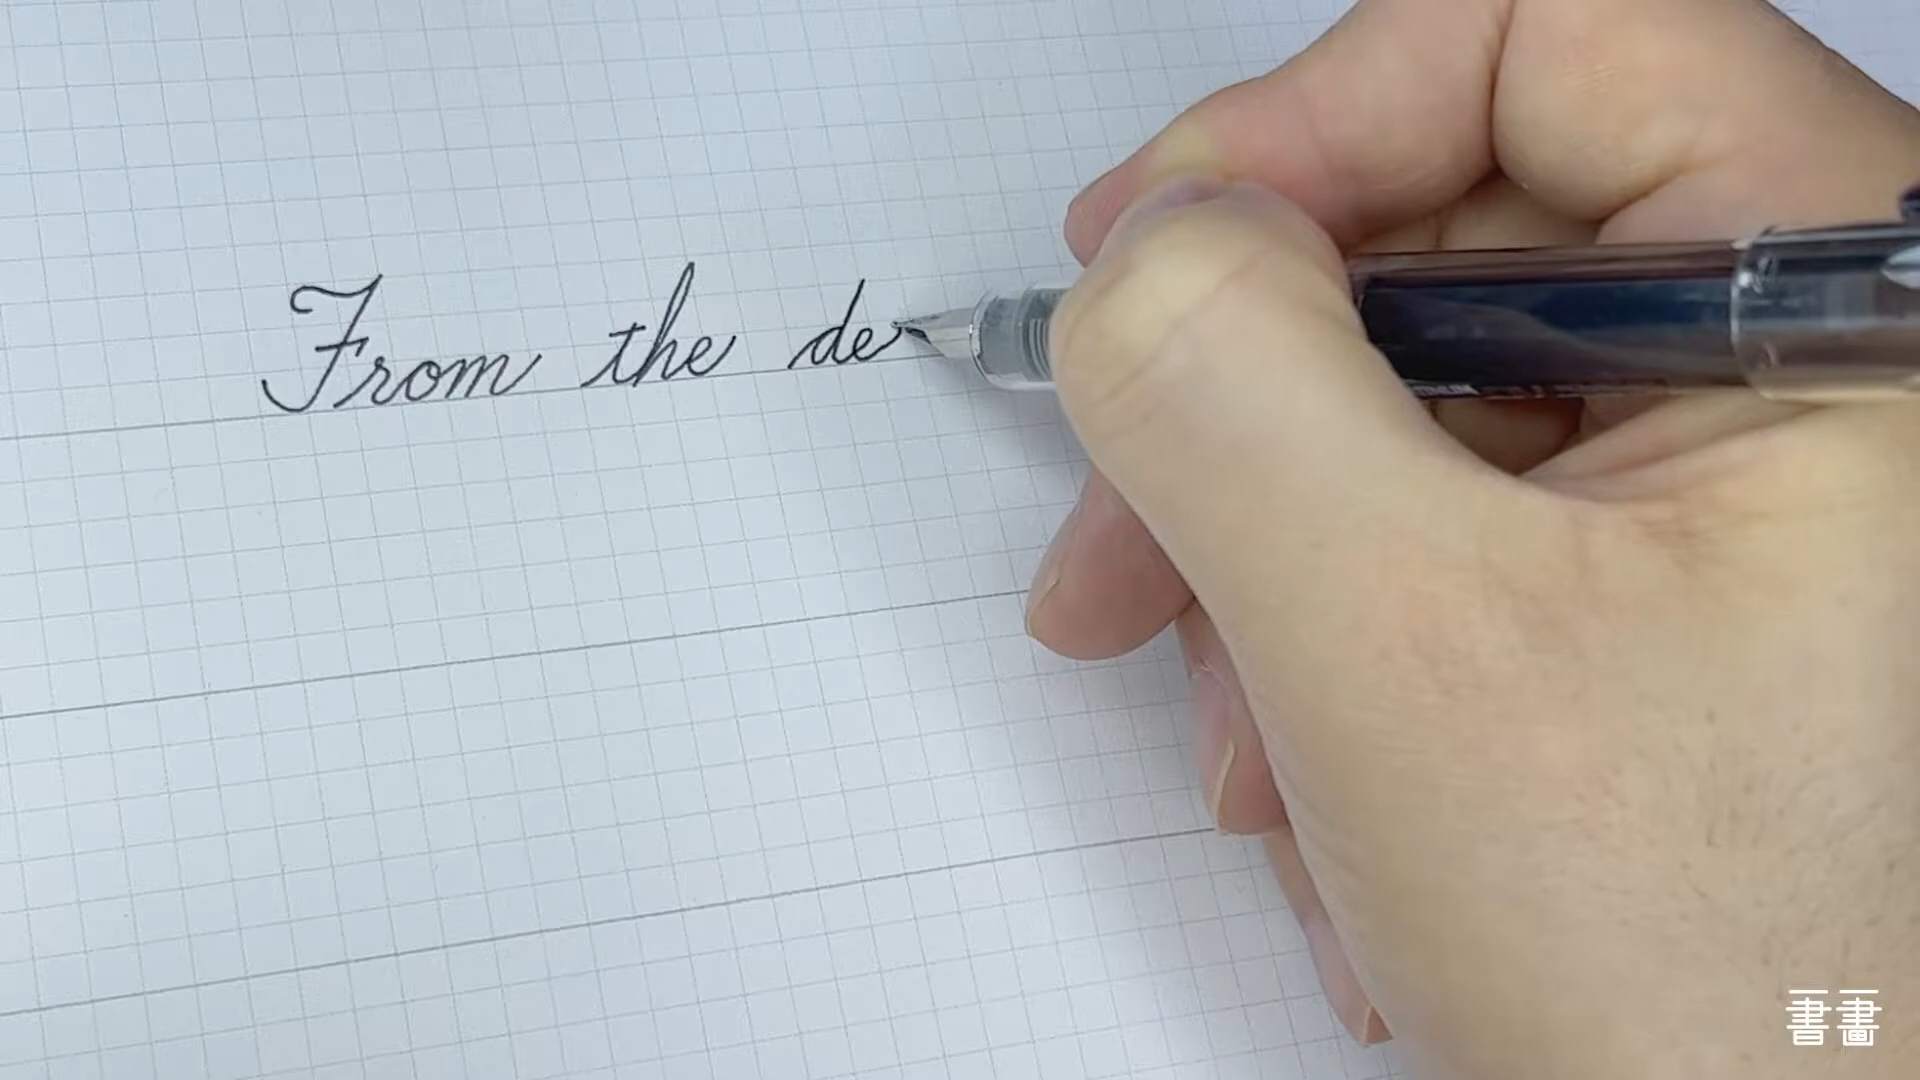 From the de
書畫